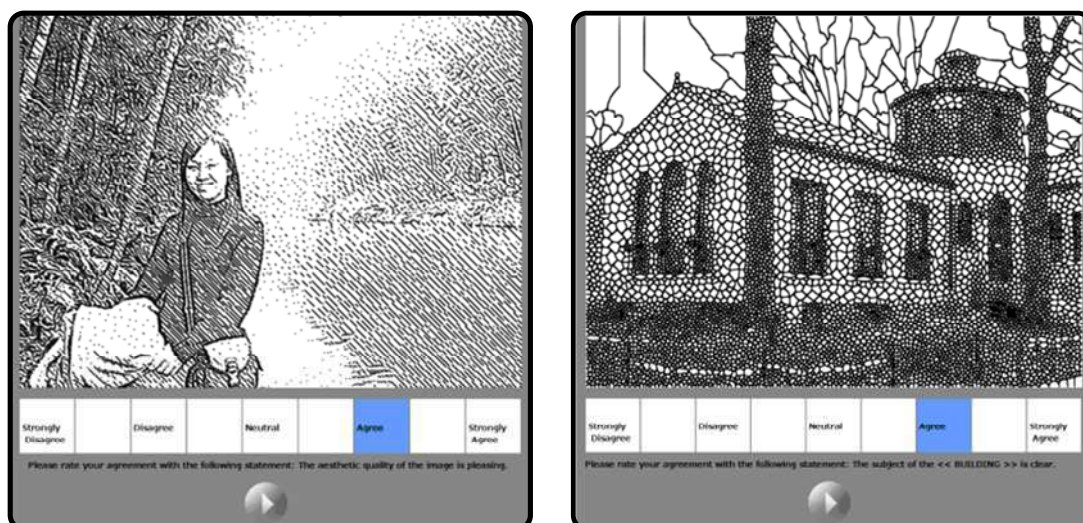 Strongly Disagree Disagree Neutral Agree Strongly Agree
Please rate your agreement with the following statement: The aesthetic quality of the image is pleasing.
Strongly Disagree Disagree Neutral Agree Strongly Agree
Please rate your agreement with the following statement: The subject of the << BUILDING >> is clear.